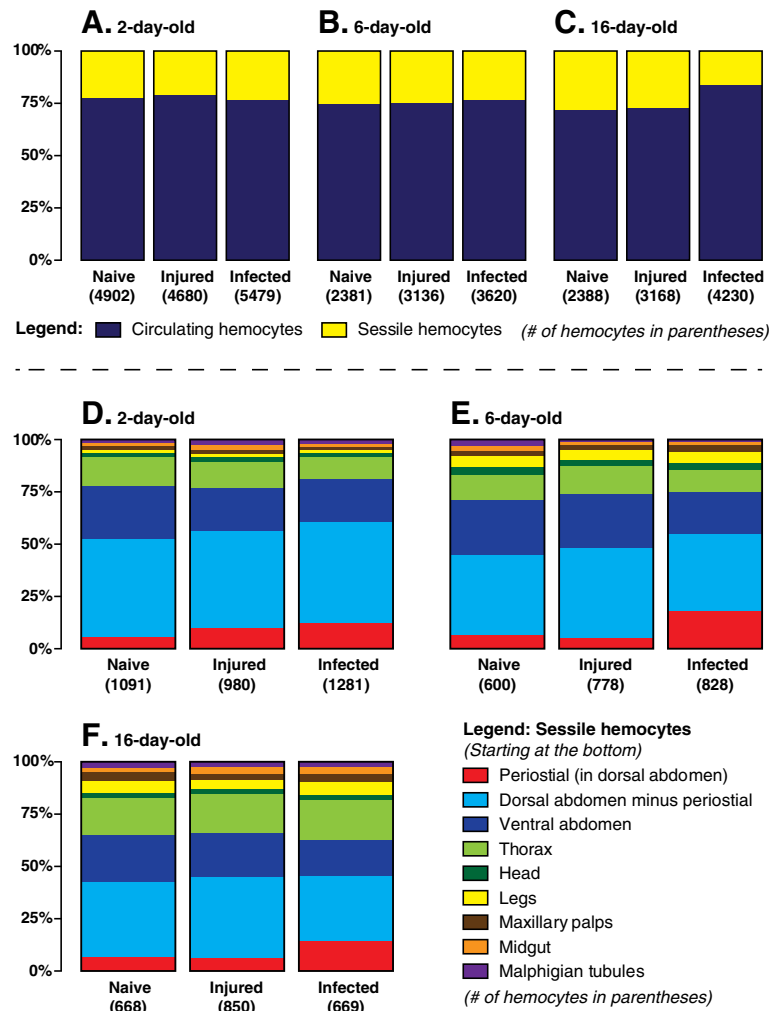 A. 2-day-old
B. 6-day-old
C. 16-day-old
100%
75%
50%
25%
0%
Naive Injured Infected Naive Injured Infected Naive Injured Infected
(4902) (4680) (5479) (2381) (3136) (3620) (2388) (3168) (4230)
Legend: Circulating hemocytes Sessile hemocytes (# of hemocytes in parentheses)
D. 2-day-old
100%
75%
50%
25%
0%
Naive Injured Infected
(1091) (980) (1281)
E. 6-day-old
100%
75%
50%
25%
0%
Naive Injured Infected
(600) (778) (828)
F. 16-day-old
100%
75%
50%
25%
0%
Naive Injured Infected
(668) (850) (669)
Legend: Sessile hemocytes
(Starting at the bottom)
Periostial (in dorsal abdomen)
Dorsal abdomen minus periostial
Ventral abdomen
Thorax
Head
Legs
Maxillary palps
Midgut
Malphigian tubules
(# of hemocytes in parentheses)